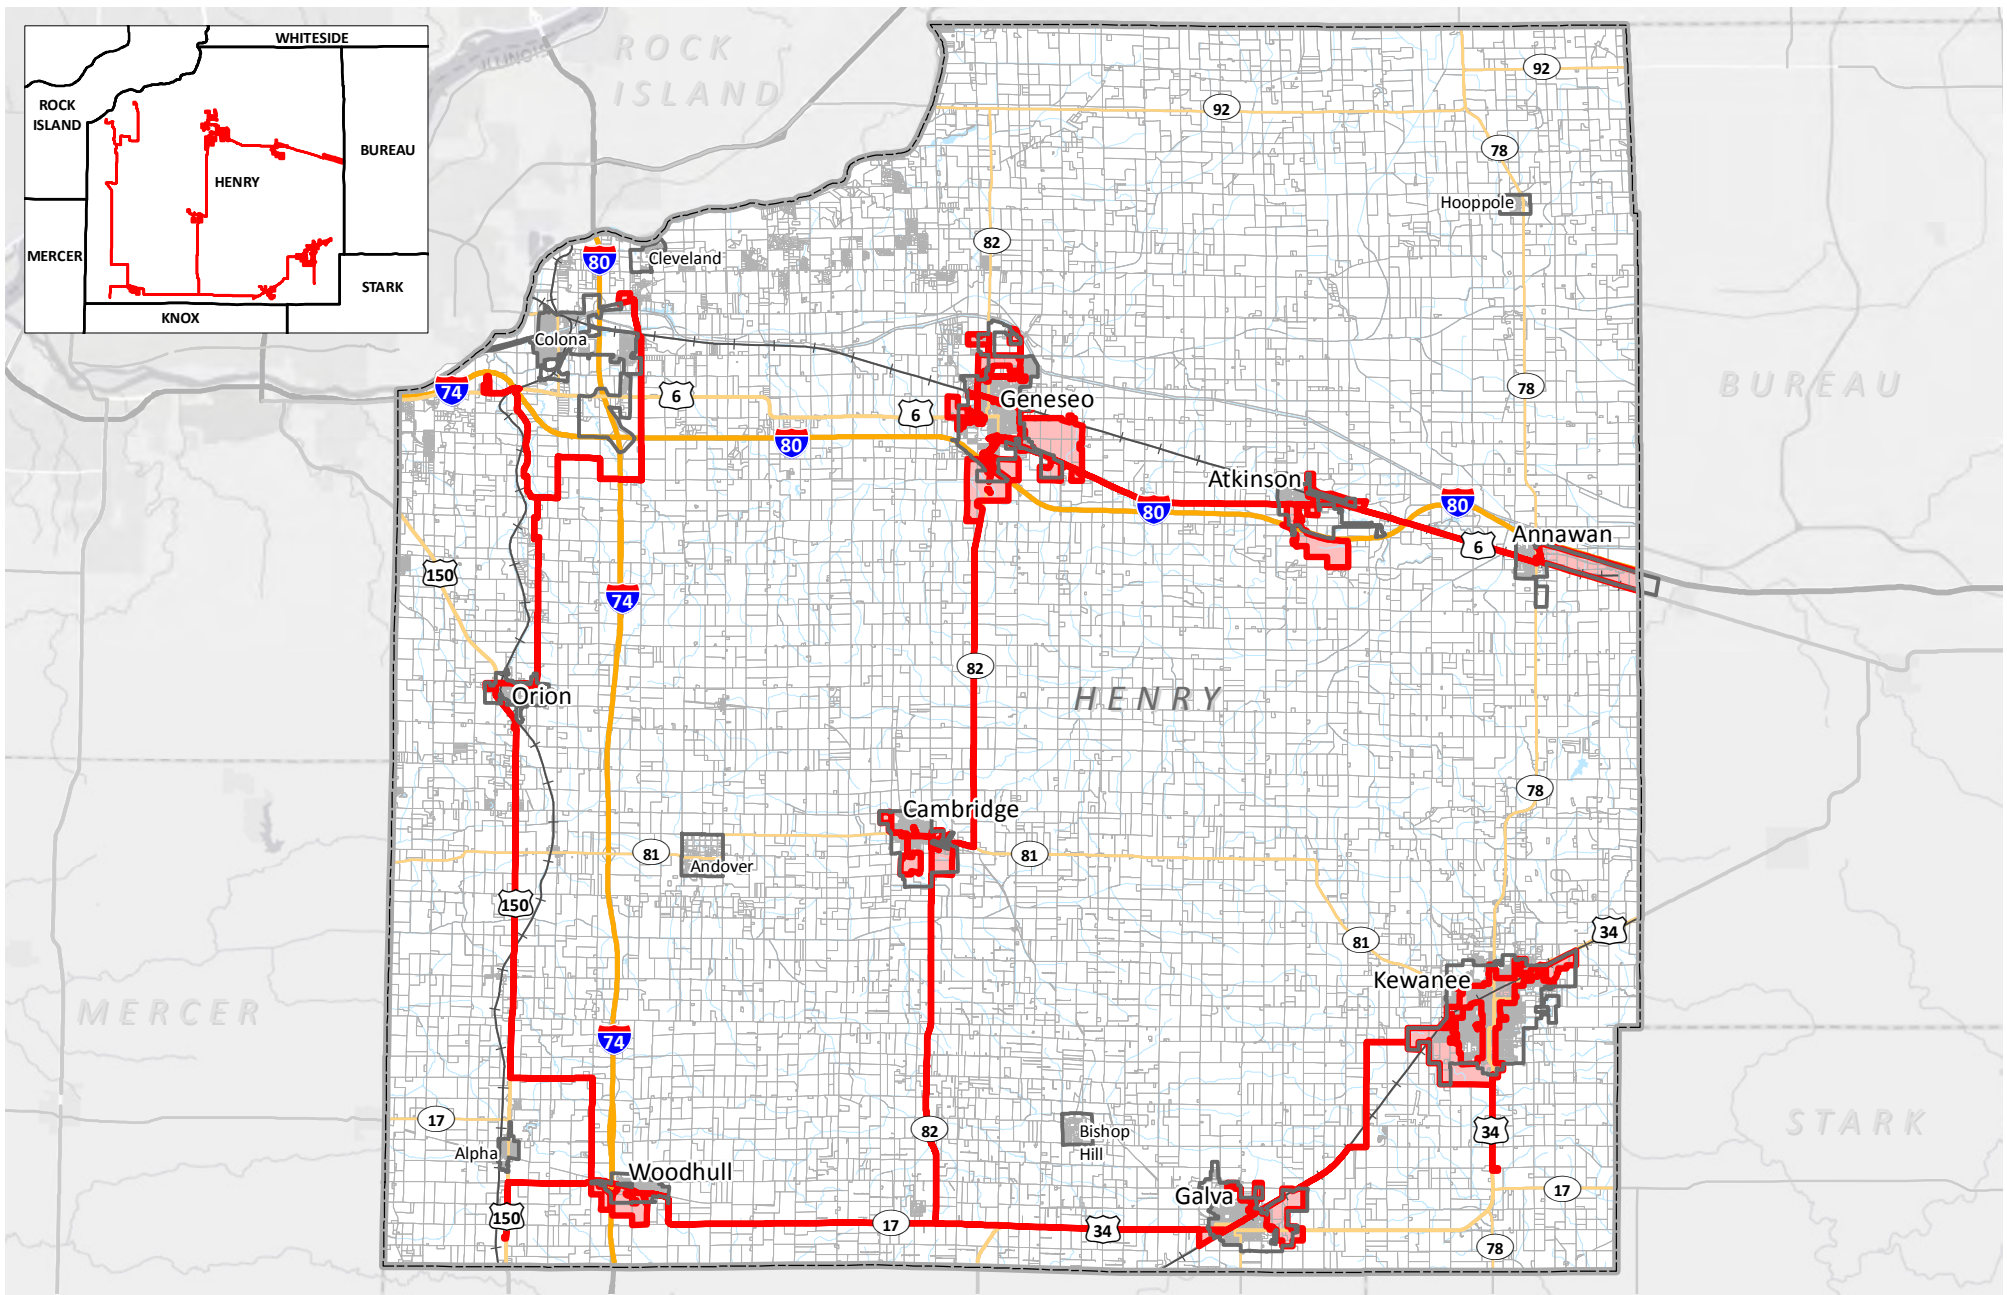 WHITESIDE
ROCK
ISLAND
BUREAU
HENRY
MERCER
STARK
KNOX
ROCK
ISLAND
ILLINOIS
92
92
78
Hooppole
82
80
Cleveland
Colona
74
6
6
78
BUREAU
Geneseo
80
Atkinson
80
80
6
Annawan
150
74
82
HENRY
Orion
78
Cambridge
81
Andover
81
150
34
81
Kewanee
MERCER
74
17
82
Bishop
Hill
34
STARK
Alpha
Woodhull
Galva
17
150
17
34
78